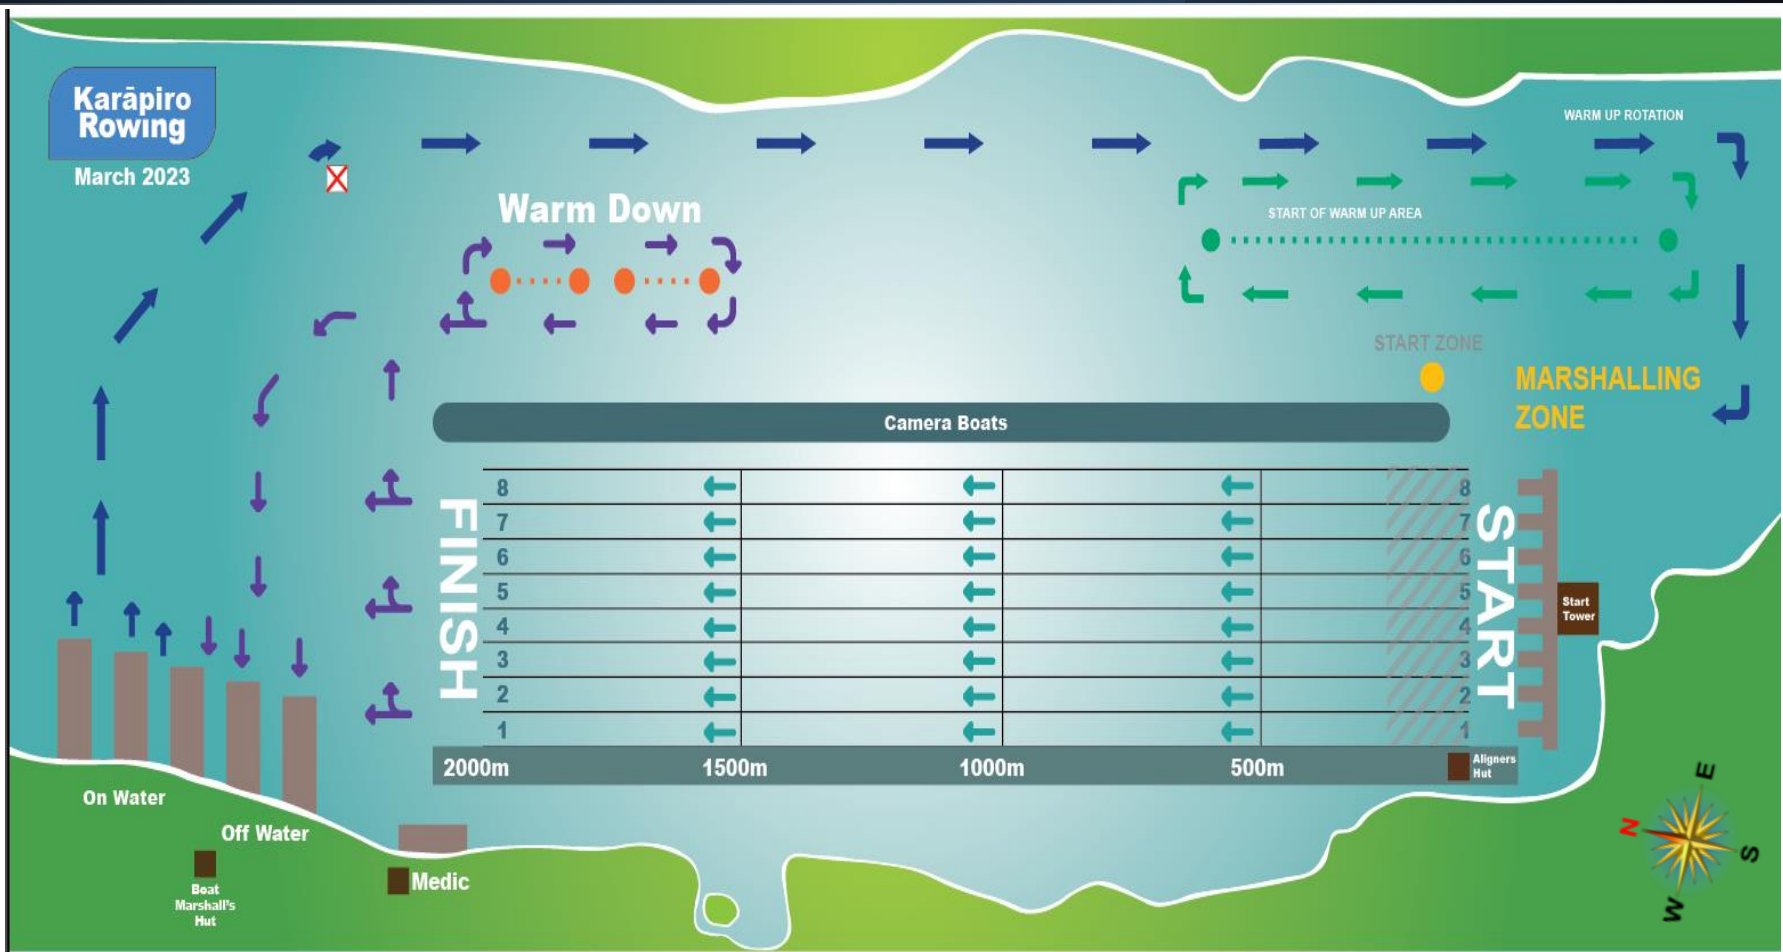 Karāpiro
Rowing
March 2023
WARM UP ROTATION
Warm Down
START OF WARM UP AREA
START ZONE
MARSHALLING
ZONE
Camera Boats
FINISH
8
7
6
5
4
3
2
1
8
7
6
5
4
3
2
1
START
Start
Tower
2000m
1500m
1000m
500m
Aligners
Hut
On Water
Off Water
Boat
Marshall's
Hut
Medic
N
E
S
W